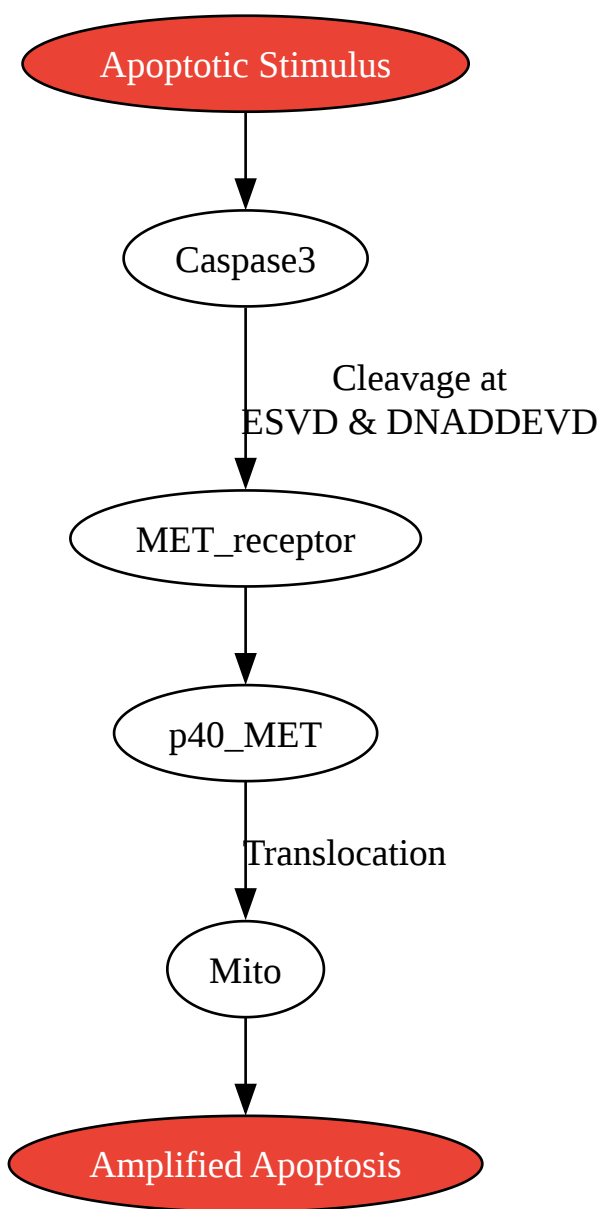 Apoptotic Stimulus
Caspase3
Cleavage at
ESVD & DNADDEVD
MET_receptor
p40_MET
Translocation
Mito
Amplified Apoptosis